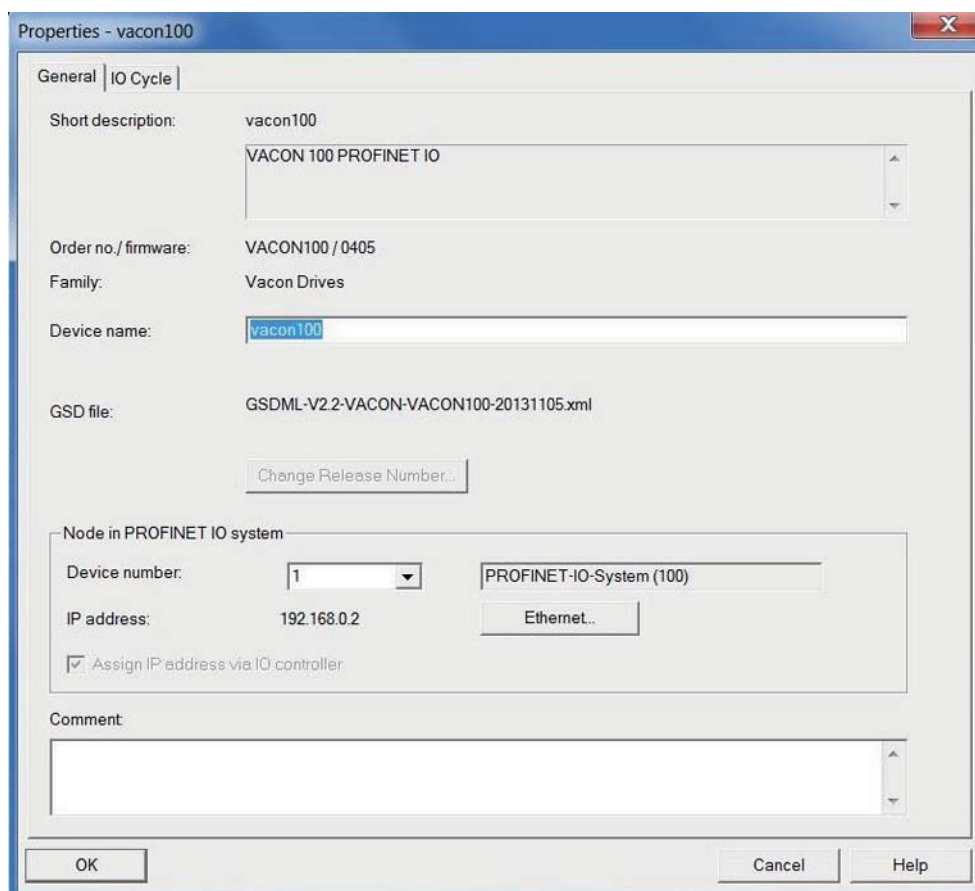 Properties - vacon100
X
General
IO Cycle
Short description: vacon100
VACON 100 PROFINET IO
Order no./ firmware: VACON100 / 0405
Family: Vacon Drives
Device name: vacon100
GSD file: GSDML-V2.2-VACON-VACON100-20131105.xml
Change Release Number...
Node in PROFINET IO system
Device number: 1 PROFINET-IO-System (100)
IP address: 192.168.0.2 Ethernet...
Assign IP address via IO controller
Comment:
OK Cancel Help